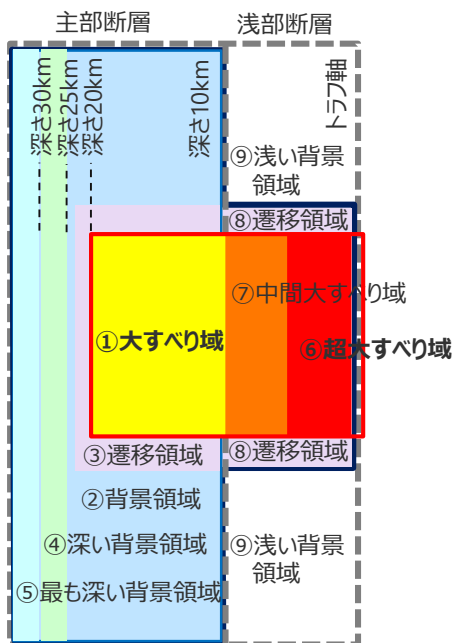 主部断層
浅部断層
深さ30km
深さ25km
深さ20km
深さ10km
トラフ軸
⑨浅い背景
領域
⑧遷移領域
⑦中間大すべり域
①大すべり域
⑥超大すべり域
③遷移領域
⑧遷移領域
②背景領域
④深い背景領域
⑨浅い背景
領域
⑤最も深い背景領域